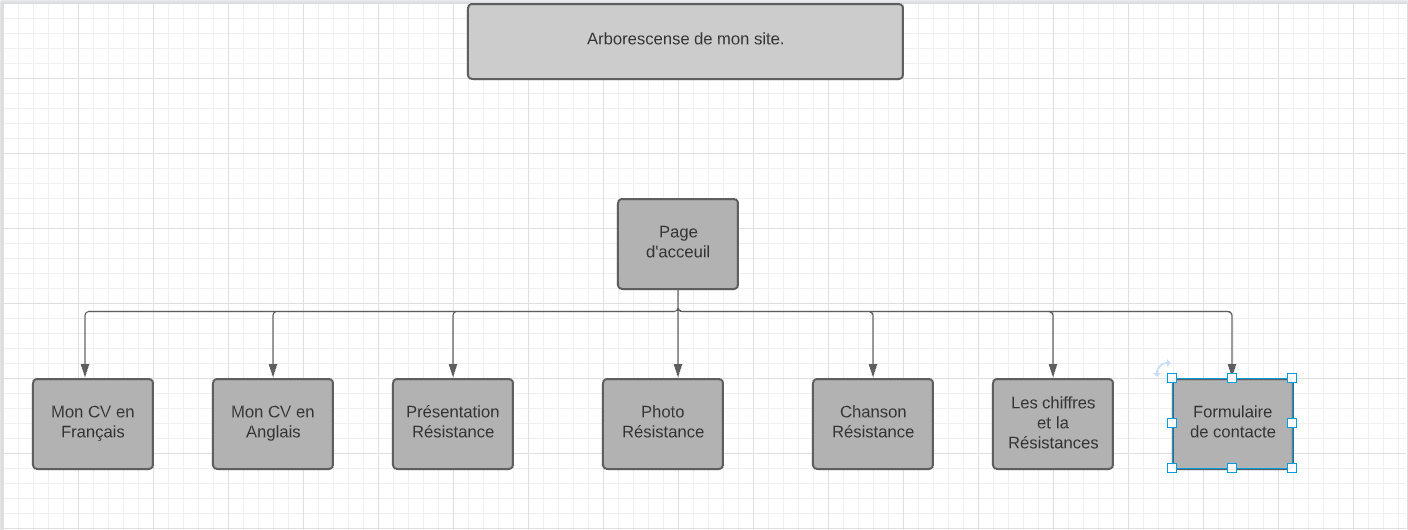 Arborescense de mon site.
Page
d'acceuil
Mon CV en
Français
Mon CV en
Anglais
Présentation
Résistance
Photo
Résistance
Chanson
Résistance
Les chiffres
et la
Résistances
Formulaire
de contacte